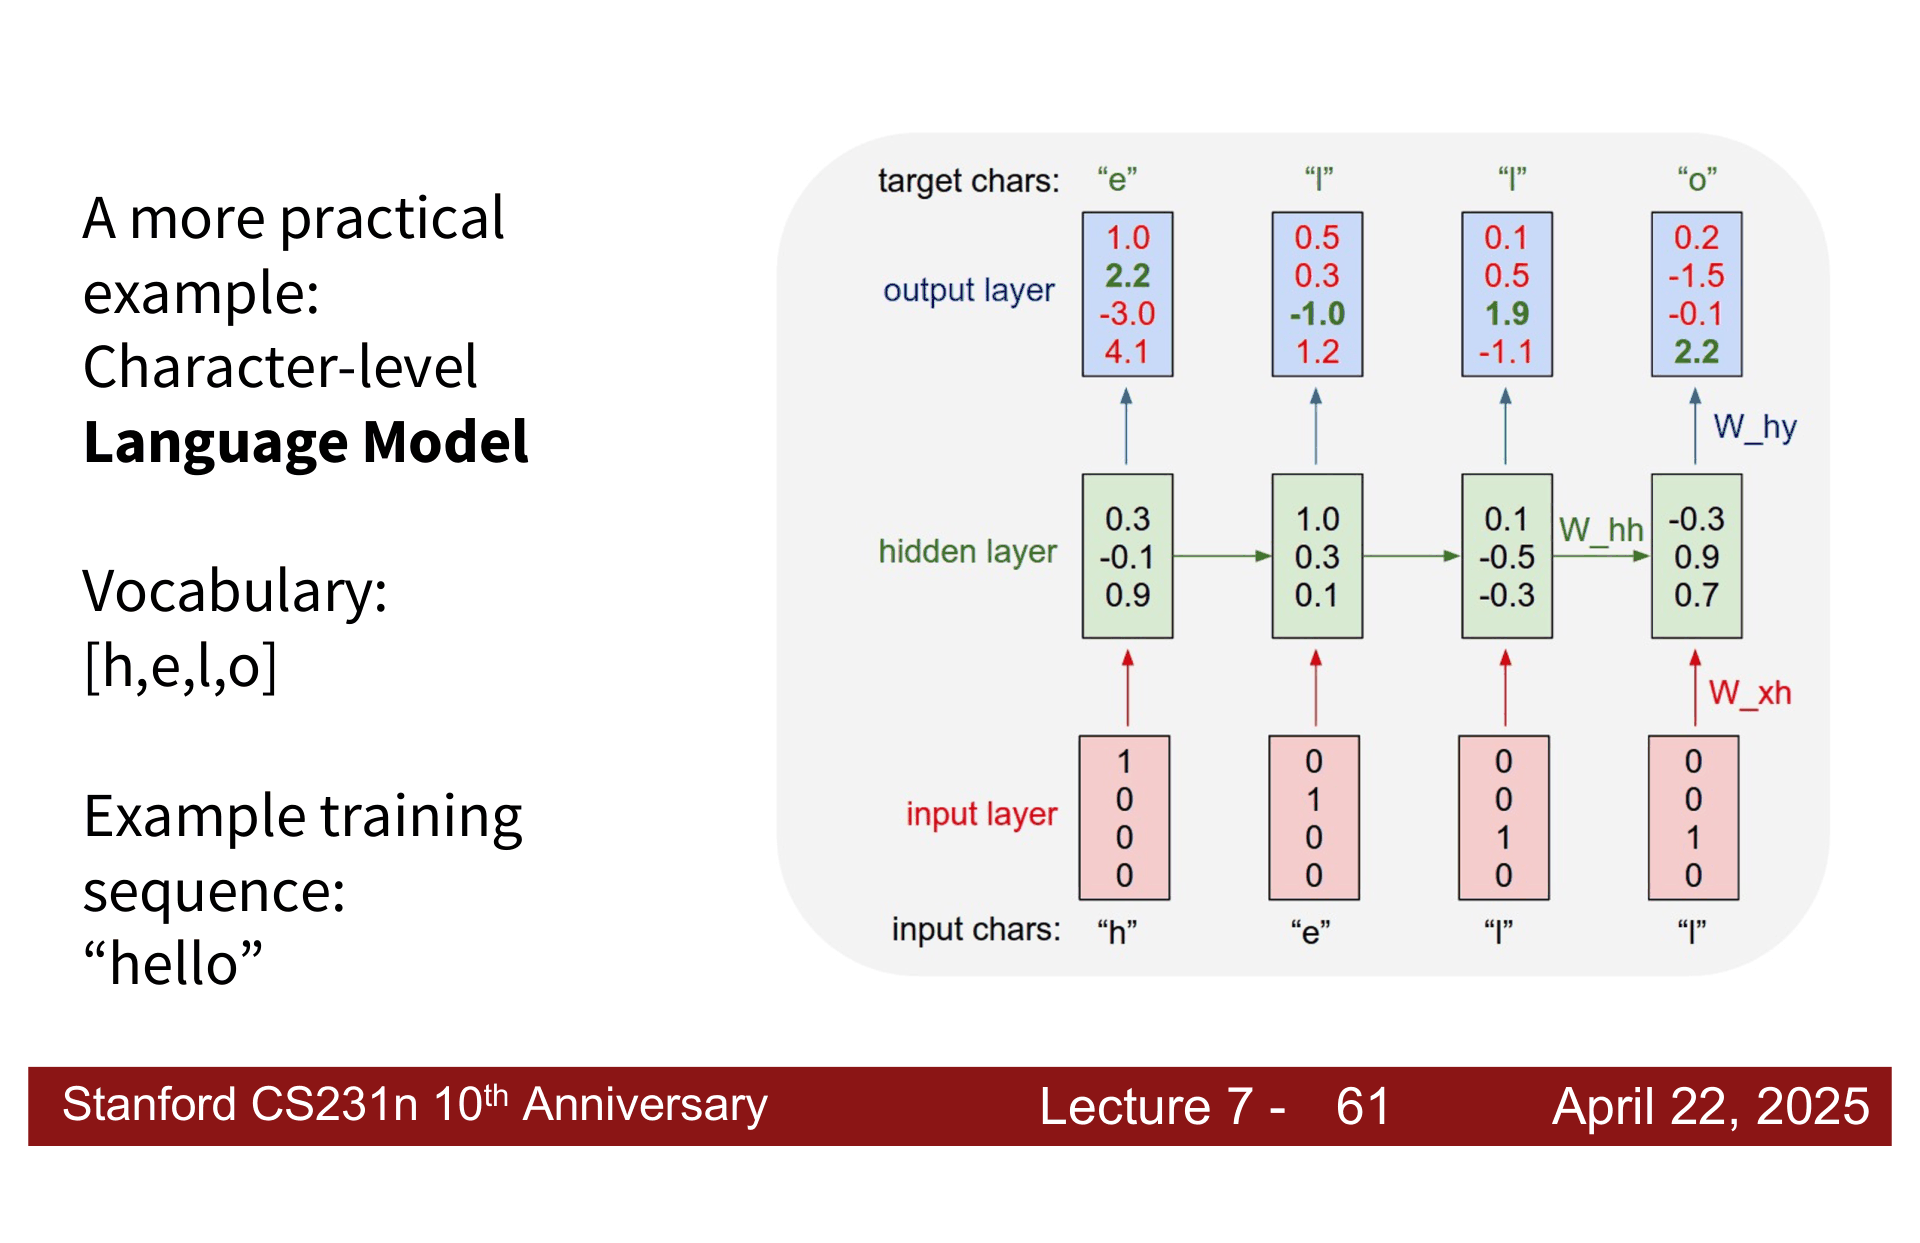 A more practical
example:
Character-level
Language Model
Vocabulary:
[h,e,l,o]
Example training
sequence:
“hello”
target chars: “e” “l” “l” “o”
output layer
1.0 0.5 0.1 0.2
2.2 0.3 0.5 -1.5
-3.0 -1.0 1.9 -0.1
4.1 1.2 -1.1 2.2
W_hy
hidden layer
0.3 1.0 0.1 -0.3
-0.1 0.3 -0.5 0.9
0.9 0.1 -0.3 0.7
W_hh
W_xh
input layer
1 0 0 0
0 1 0 0
0 0 1 1
0 0 0 0
input chars: “h” “e” “l” “l”
Stanford CS231n 10th Anniversary Lecture 7 - 61 April 22, 2025